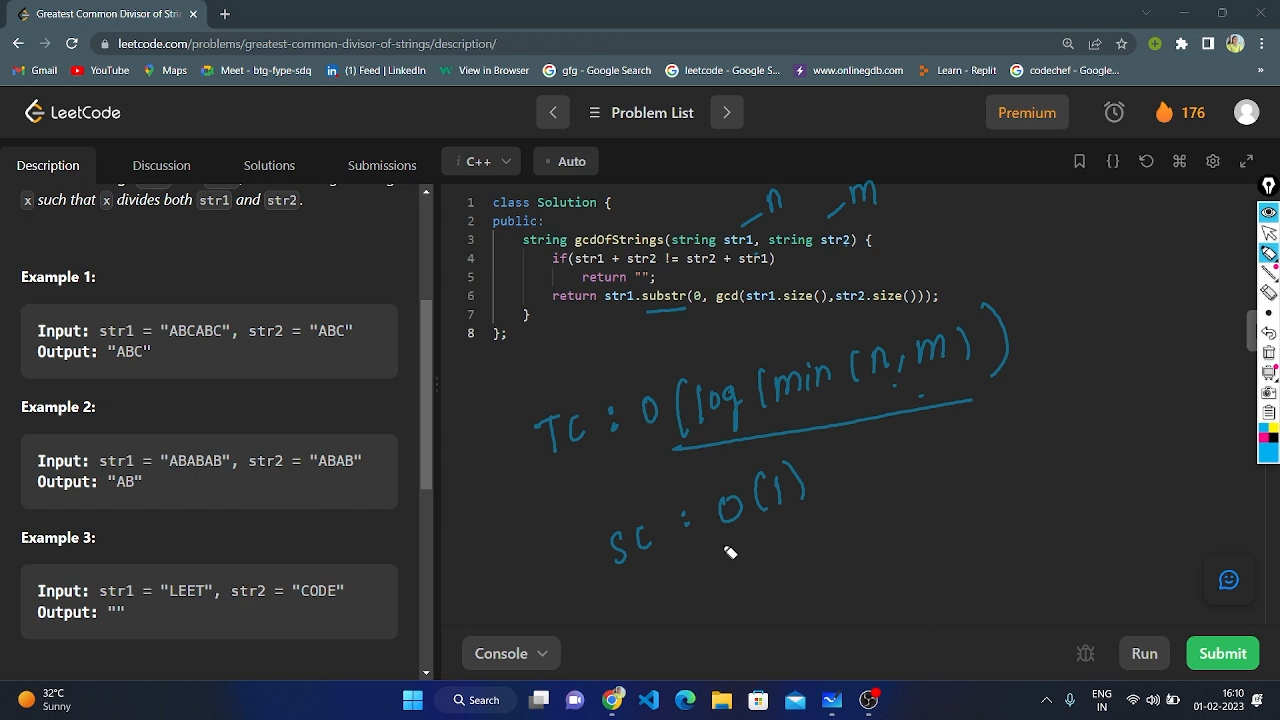 Greatest Common Divisor of Strin
leetcode.com/problems/greatest-common-divisor-of-strings/description/
Gmail YouTube Maps Meet - btg-fype-sdq (1) Feed | LinkedIn View in Browser gfg - Google Search leetcode - Google S... www.onlinegdb.com Learn - Replit codechef - Google... »
LeetCode
Problem List
Premium
176
Description Discussion Solutions Submissions
i C++ • Auto
x such that x divides both str1 and str2.
Example 1:
Input: str1 = "ABCABC", str2 = "ABC"
Output: "ABC"
Example 2:
Input: str1 = "ABABAB", str2 = "ABAB"
Output: "AB"
Example 3:
Input: str1 = "LEET", str2 = "CODE"
Output: ""
n m
1 class Solution {
2 public:
3 string gcdOfStrings(string str1, string str2) {
4 if(str1 + str2 != str2 + str1)
5 return "";
6 return str1.substr(0, gcd(str1.size(),str2.size()));
7 }
8 };
TC : O(log(min(n,m))
SC : O(1)
Console
Run
Submit
32°C
Sunny
Search
ENG
IN
16:10
01-02-2023